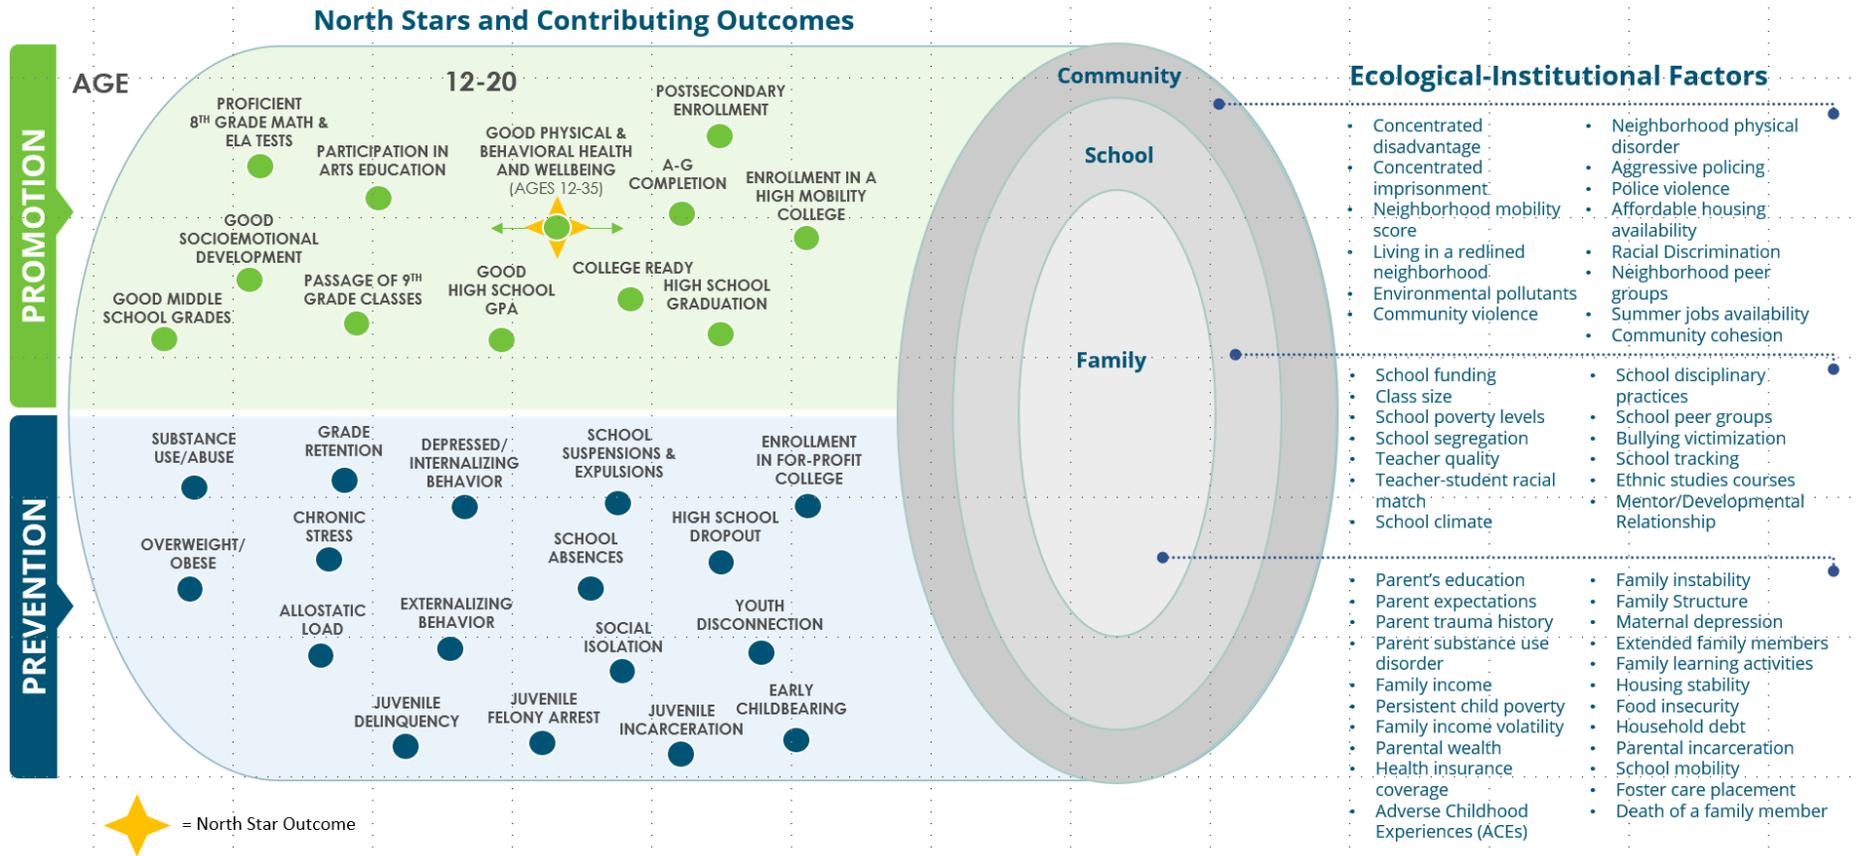 North Stars and Contributing Outcomes
AGE
12-20
PROMOTION
PROFICIENT
8TH GRADE MATH &
ELA TESTS
PARTICIPATION IN
ARTS EDUCATION
GOOD PHYSICAL &
BEHAVIORAL HEALTH
AND WELLBEING
(AGES 12-35)
POSTSECONDARY
ENROLLMENT
A-G
COMPLETION
ENROLLMENT IN A
HIGH MOBILITY
COLLEGE
GOOD
SOCIOEMOTIONAL
DEVELOPMENT
GOOD MIDDLE
SCHOOL GRADES
PASSAGE OF 9TH
GRADE CLASSES
GOOD
HIGH SCHOOL
GPA
COLLEGE READY
HIGH SCHOOL
GRADUATION
PREVENTION
SUBSTANCE
USE/ABUSE
GRADE
RETENTION
DEPRESSED/
INTERNALIZING
BEHAVIOR
SCHOOL
SUSPENSIONS &
EXPULSIONS
ENROLLMENT
IN FOR-PROFIT
COLLEGE
OVERWEIGHT/
OBESE
CHRONIC
STRESS
SCHOOL
ABSENCES
HIGH SCHOOL
DROPOUT
ALLOSTATIC
LOAD
EXTERNALIZING
BEHAVIOR
SOCIAL
ISOLATION
YOUTH
DISCONNECTION
JUVENILE
DELINQUENCY
JUVENILE
FELONY ARREST
JUVENILE
INCARCERATION
EARLY
CHILDBEARING
= North Star Outcome
Community
School
Family
Ecological-Institutional Factors
• Concentrated
disadvantage
• Concentrated
imprisonment
• Neighborhood mobility
score
• Living in a redlined
neighborhood
• Environmental pollutants
• Community violence
• Neighborhood physical
disorder
• Aggressive policing
• Police violence
• Affordable housing
availability
• Racial Discrimination
• Neighborhood peer
groups
• Summer jobs availability
• Community cohesion
• School funding
• Class size
• School poverty levels
• School segregation
• Teacher quality
• Teacher-student racial
match
• School climate
• School disciplinary
practices
• School peer groups
• Bullying victimization
• School tracking
• Ethnic studies courses
• Mentor/Developmental
Relationship
• Parent's education
• Parent expectations
• Parent trauma history
• Parent substance use
disorder
• Family income
• Persistent child poverty
• Family income volatility
• Parental wealth
• Health insurance
coverage
• Adverse Childhood
Experiences (ACEs)
• Family instability
• Family Structure
• Maternal depression
• Extended family members
• Family learning activities
• Housing stability
• Food insecurity
• Household debt
• Parental incarceration
• School mobility
• Foster care placement
• Death of a family member